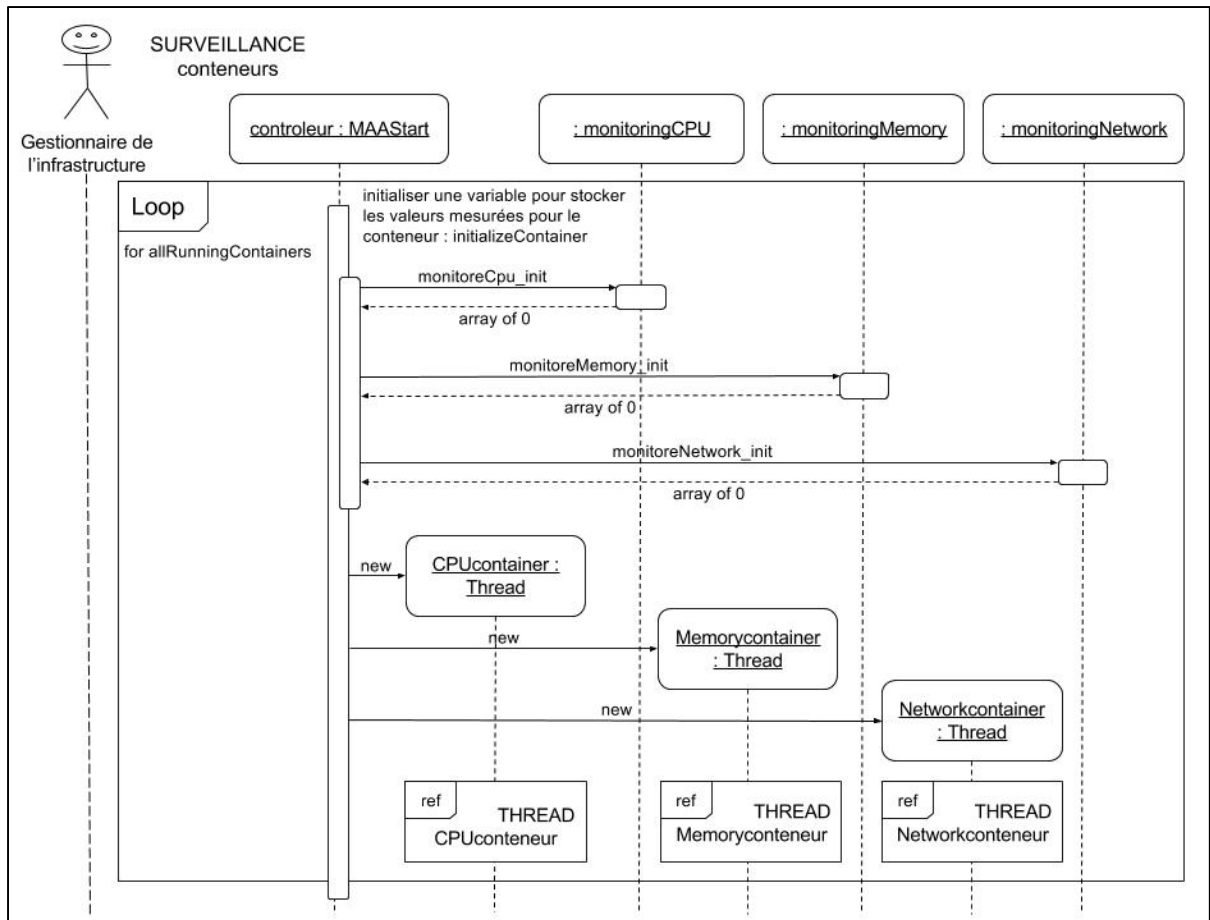 SURVEILLANCE
conteneurs
Gestionnaire de
l'infrastructure
controleur : MAAStart
: monitoringCPU
: monitoringMemory
: monitoringNetwork
Loop
for allRunningContainers
initialiser une variable pour stocker
les valeurs mesurées pour le
conteneur : initializeContainer
monitoreCpu_init
array of 0
monitoreMemory_init
array of 0
monitoreNetwork_init
array of 0
new
CPUcontainer :
Thread
new
Memorycontainer
: Thread
new
Networkcontainer
: Thread
ref
THREAD
CPUconteneur
ref
THREAD
Memoryconteneur
ref
THREAD
Networkconteneur